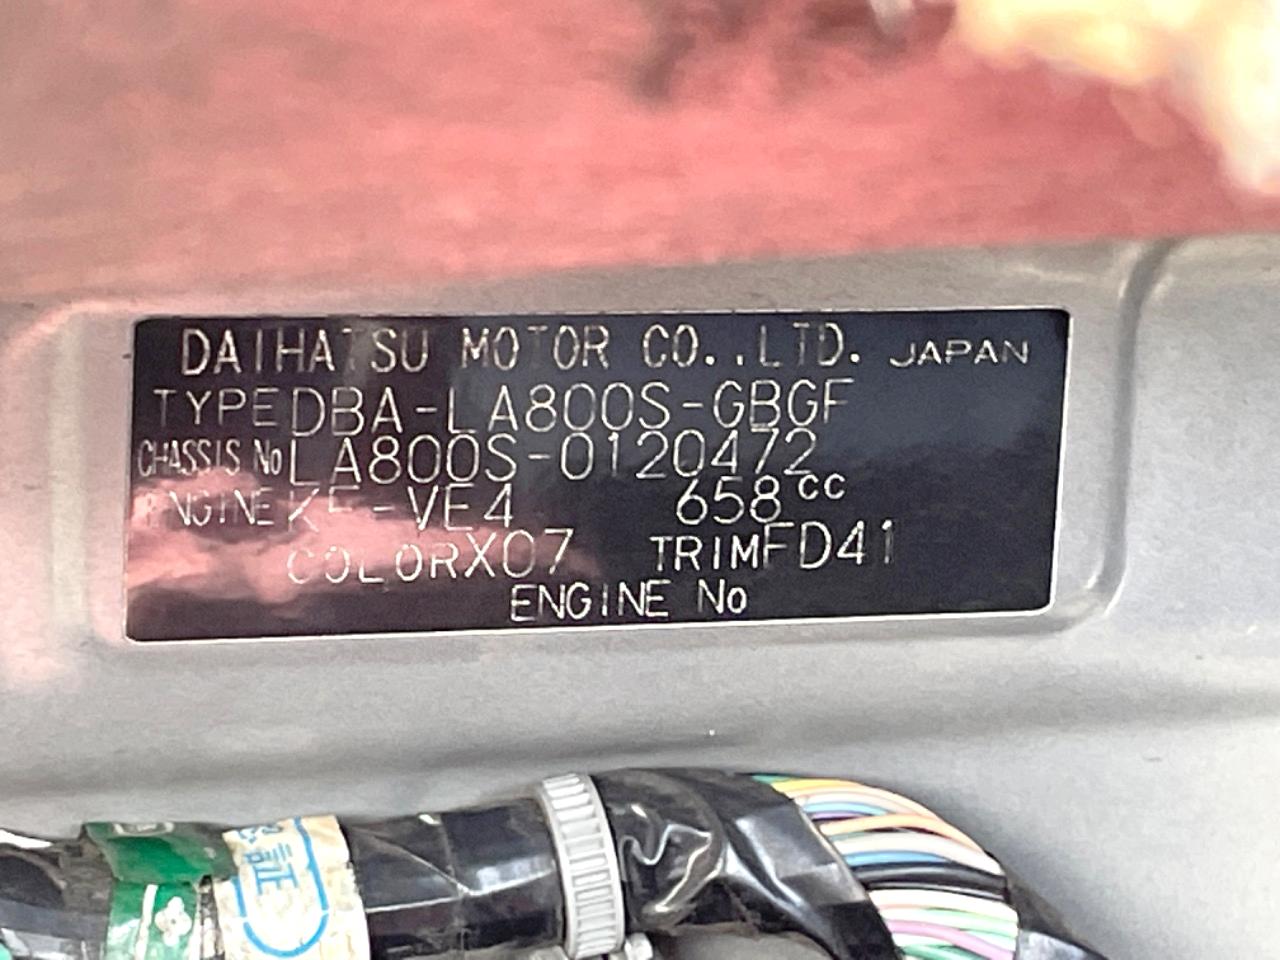 DAIHATSU MOTOR CO.,LTD. JAPAN
TYPE DBA-LA800S-GBGF
CHASSIS No LA800S-0120472
ENGINE KF-VE4 658cc
COLOR X07 TRIM FD41
ENGINE No
証